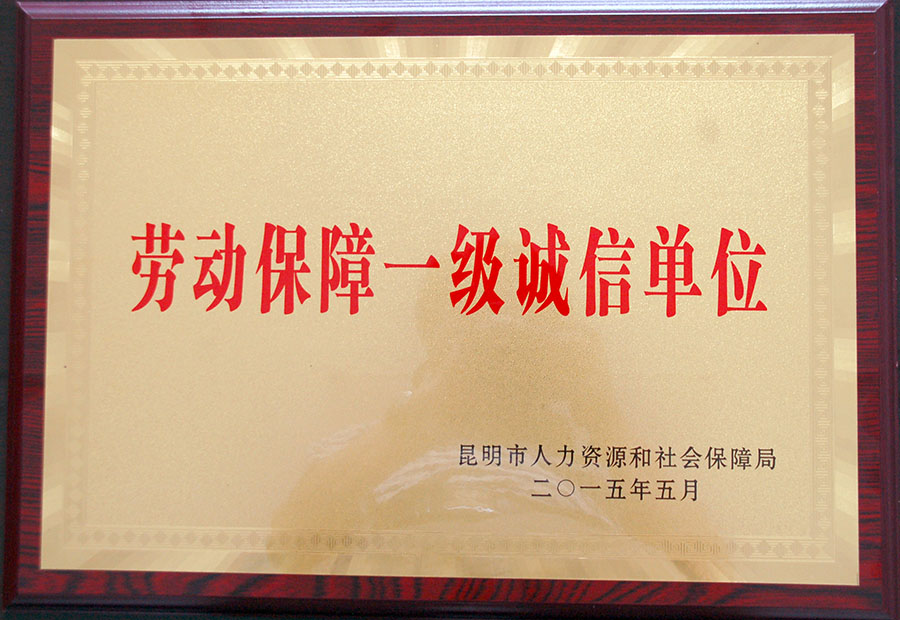 劳动保障一级诚信单位
昆明市人力资源和社会保障局
二〇一五年五月